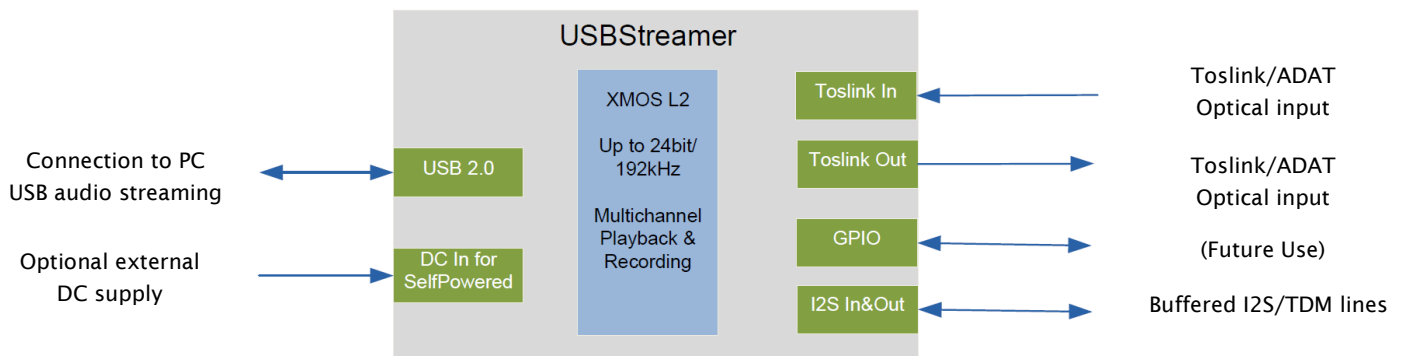 USBStreamer
Connection to PC
USB audio streaming
Optional external
DC supply
USB 2.0
DC In for
SelfPowered
XMOS L2
Up to 24bit/
192kHz
Multichannel
Playback &
Recording
Toslink In
Toslink Out
GPIO
I2S In&Out
Toslink/ADAT
Optical input
Toslink/ADAT
Optical input
(Future Use)
Buffered I2S/TDM lines